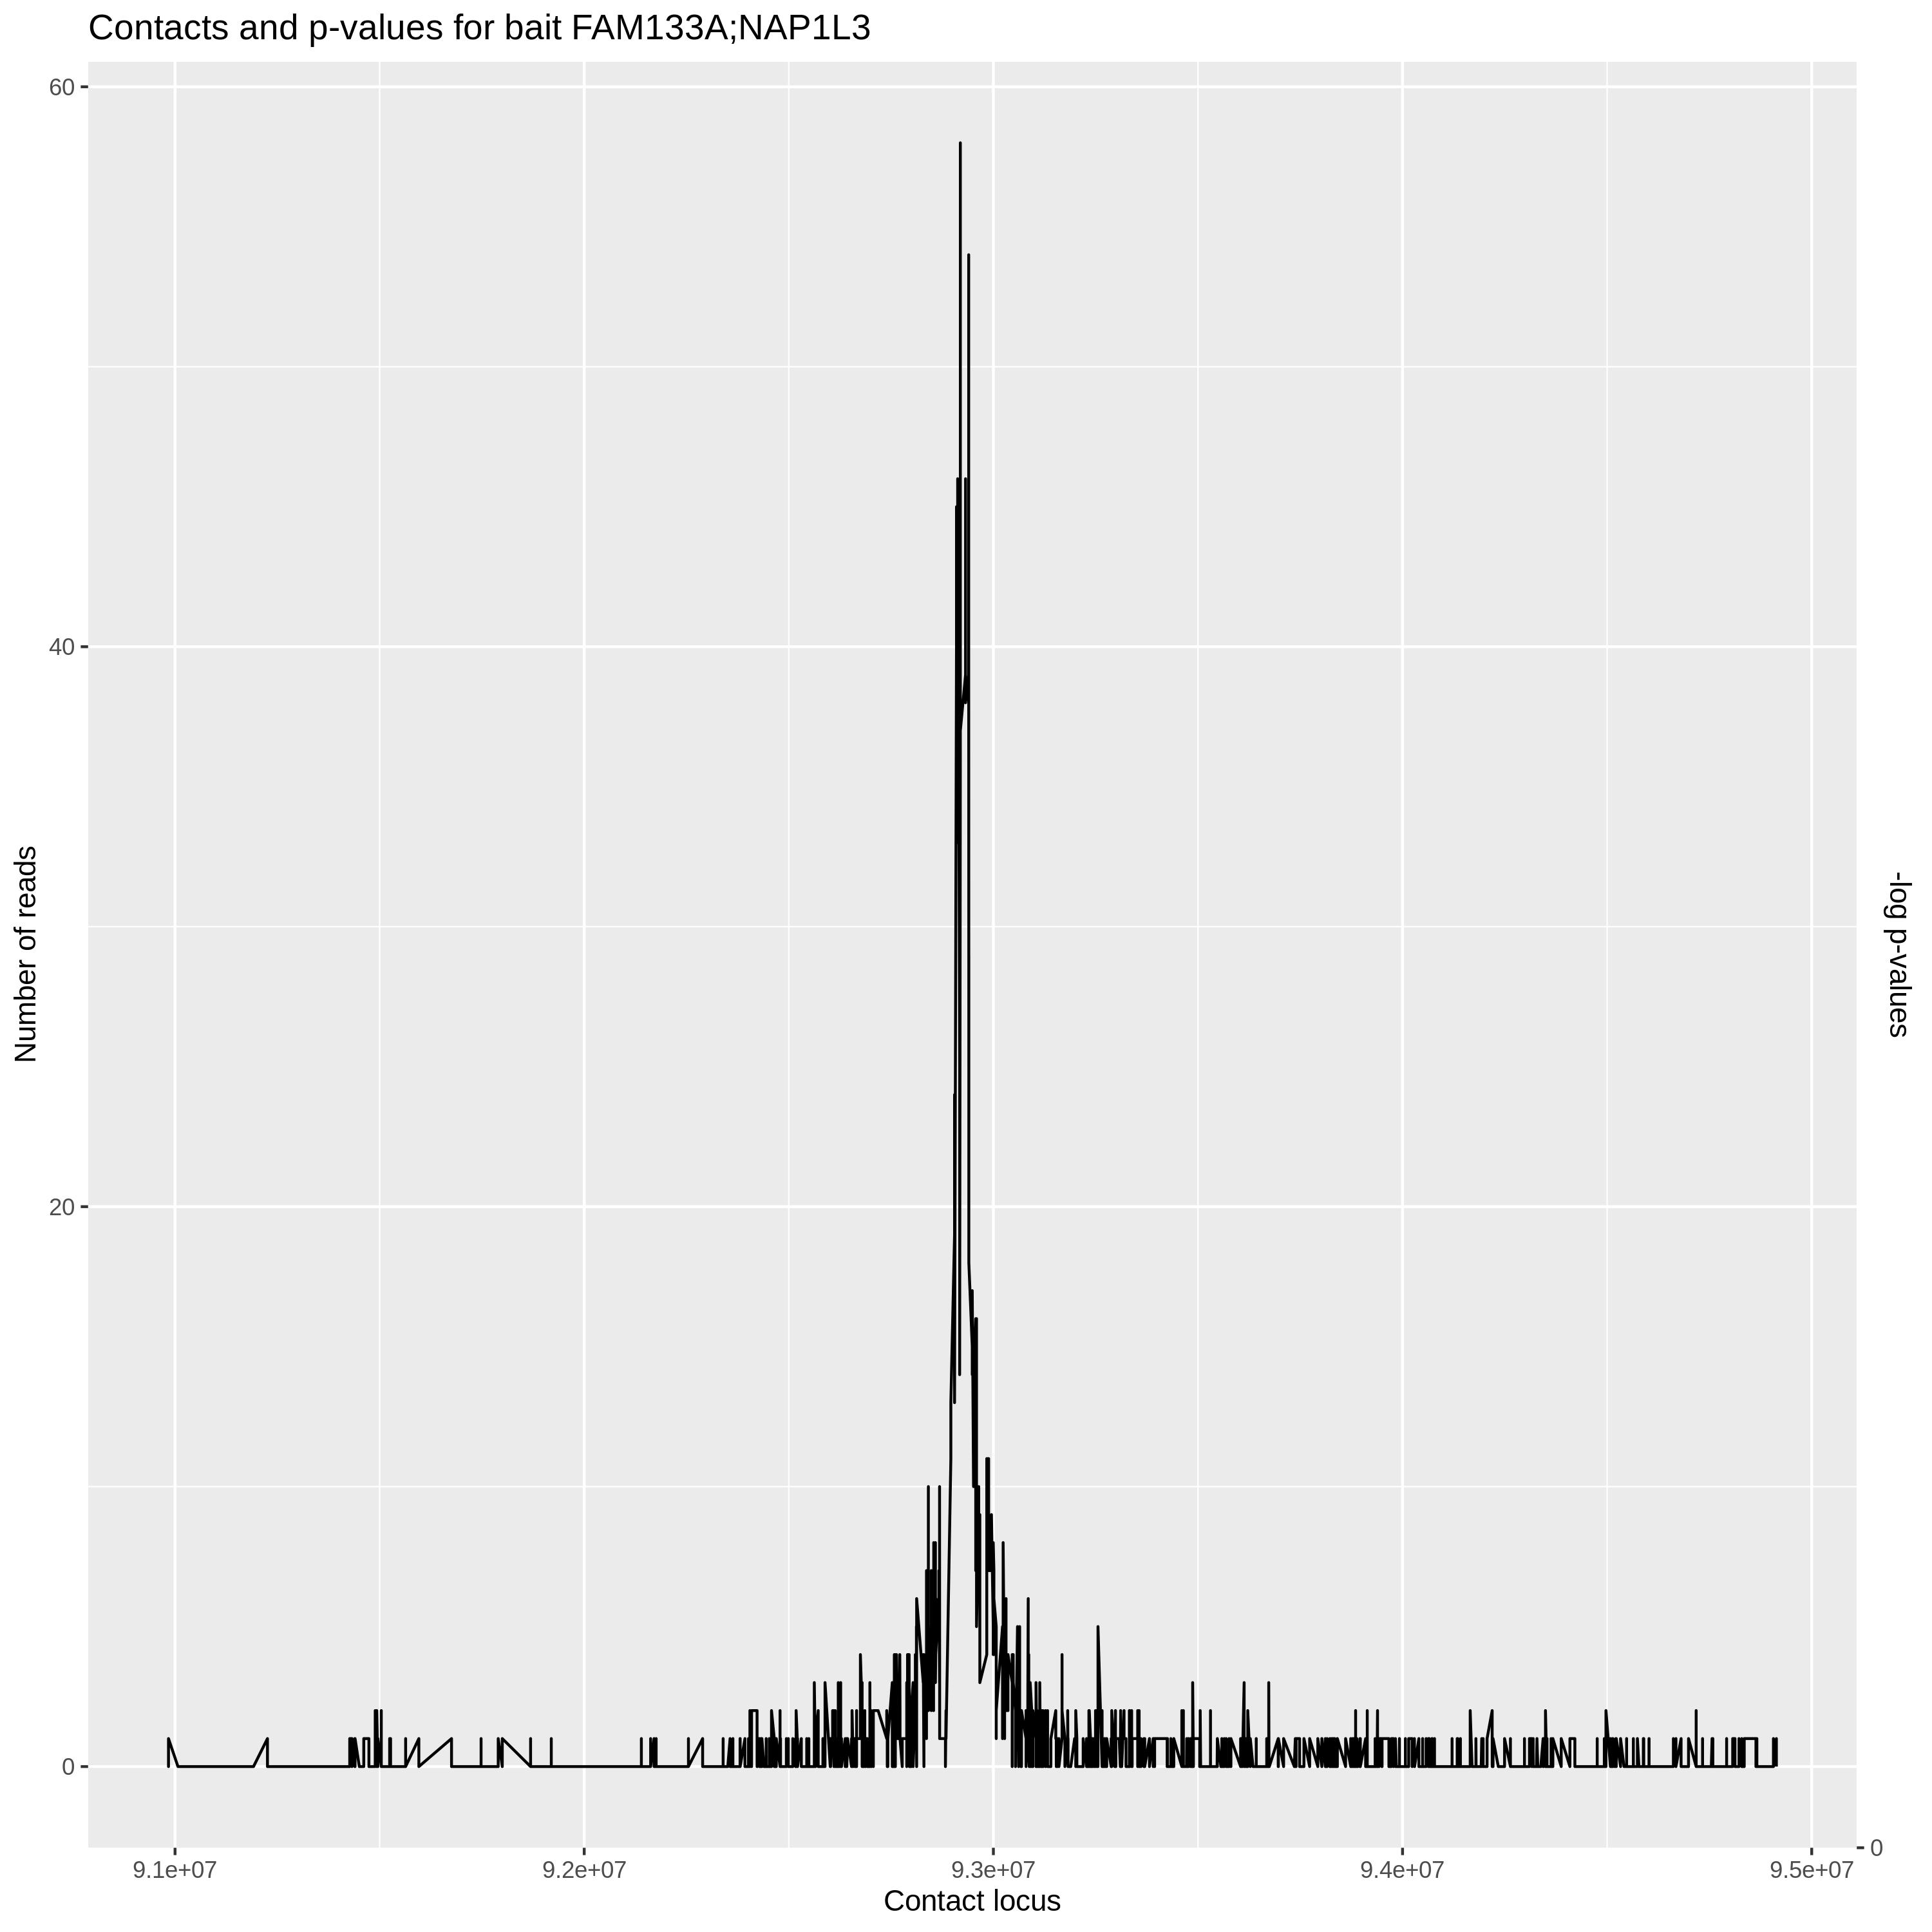 Contacts and p-values for bait FAM133A;NAP1L3
60
40
20
0
Number of reads
-log p-values
0
9.1e+07 9.2e+07 9.3e+07 9.4e+07 9.5e+07
Contact locus